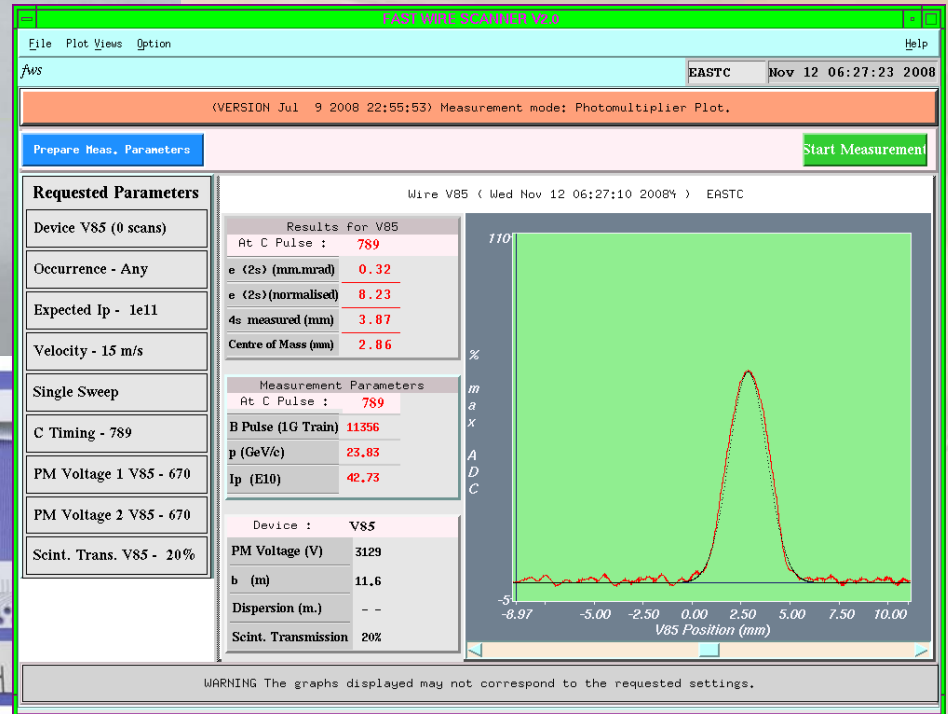 FAST WIRE SCANNER V2.0
File Plot Views Option Help
fws EASTC Nov 12 06:27:23 2008
(VERSION Jul 9 2008 22:55:53) Measurement mode: Photomultiplier Plot.
Prepare Meas. Parameters Start Measurement
Requested Parameters
Device V85 (0 scans)
Occurrence - Any
Expected Ip - 1e11
Velocity - 15 m/s
Single Sweep
C Timing - 789
PM Voltage 1 V85 - 670
PM Voltage 2 V85 - 670
Scint. Trans. V85 - 20%
Wire V85 ( Wed Nov 12 06:27:10 2008¼ ) EASTC
Results for V85
At C Pulse : 789
e (2s) (mm.mrad) 0.32
e (2s)(normalised) 8.23
4s measured (mm) 3.87
Centre of Mass (mm) 2.86
Measurement Parameters
At C Pulse : 789
B Pulse (1G Train) 11356
p (GeV/c) 23.83
Ip (E10) 42.73
Device : V85
PM Voltage (V) 3129
b (m) 11.6
Dispersion (m.) - -
Scint. Transmission 20%
110
% max ADC
-5
-8.97 -5.00 -2.50 0.00 2.50 5.00 7.50 10.00
V85 Position (mm)
WARNING The graphs displayed may not correspond to the requested settings.